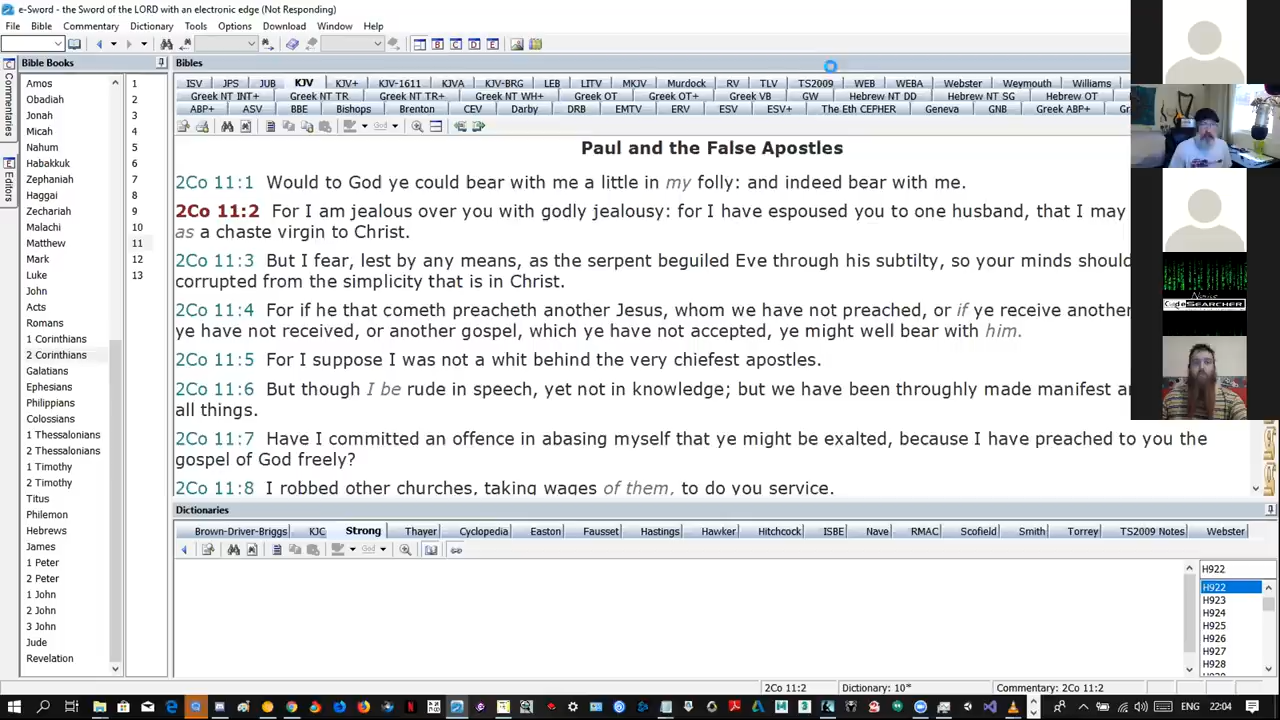 e-Sword - the Sword of the LORD with an electronic edge (Not Responding)
File Bible Commentary Dictionary Tools Options Download Window Help
Bible Books
Bibles
Commentaries
Editors
Amos
Obadiah
Jonah
Micah
Nahum
Habakkuk
Zephaniah
Haggai
Zechariah
Malachi
Matthew
Mark
Luke
John
Acts
Romans
1 Corinthians
2 Corinthians
Galatians
Ephesians
Philippians
Colossians
1 Thessalonians
2 Thessalonians
1 Timothy
2 Timothy
Titus
Philemon
Hebrews
James
1 Peter
2 Peter
1 John
2 John
3 John
Jude
Revelation
1
2
3
4
5
6
7
8
9
10
11
12
13
ISV JPS JUB KJV KJV+ KJV-1611 KJVA KJV-BRG LEB LITV MKJV Murdock RV TLV TS2009 WEB WEBA Webster Weymouth Williams
Greek NT INT+ Greek NT TR Greek NT TR+ Greek NT WH+ Greek OT Greek OT+ Greek VB GW Hebrew NT DD Hebrew NT SG Hebrew OT
ABP+ ASV BBE Bishops Brenton CEV Darby DRB EMTV ERV ESV ESV+ The Eth CEPHER Geneva GNB Greek ABP+
Paul and the False Apostles
2Co 11:1 Would to God ye could bear with me a little in my folly: and indeed bear with me.
2Co 11:2 For I am jealous over you with godly jealousy: for I have espoused you to one husband, that I may
as a chaste virgin to Christ.
2Co 11:3 But I fear, lest by any means, as the serpent beguiled Eve through his subtilty, so your minds should
corrupted from the simplicity that is in Christ.
2Co 11:4 For if he that cometh preacheth another Jesus, whom we have not preached, or if ye receive another
ye have not received, or another gospel, which ye have not accepted, ye might well bear with him.
2Co 11:5 For I suppose I was not a whit behind the very chiefest apostles.
2Co 11:6 But though I be rude in speech, yet not in knowledge; but we have been throughly made manifest
all things.
2Co 11:7 Have I committed an offence in abasing myself that ye might be exalted, because I have preached to you the
gospel of God freely?
2Co 11:8 I robbed other churches, taking wages of them, to do you service.
Dictionaries
Brown-Driver-Briggs KJC Strong Thayer Cyclopedia Easton Fausset Hastings Hawker Hitchcock ISBE Nave RMAC Scofield Smith Torrey TS2009 Notes Webster
God
God
H922
H922
H923
H924
H925
H926
H927
H928
2Co 11:2 Dictionary: 10* Commentary: 2Co 11:2
22:04